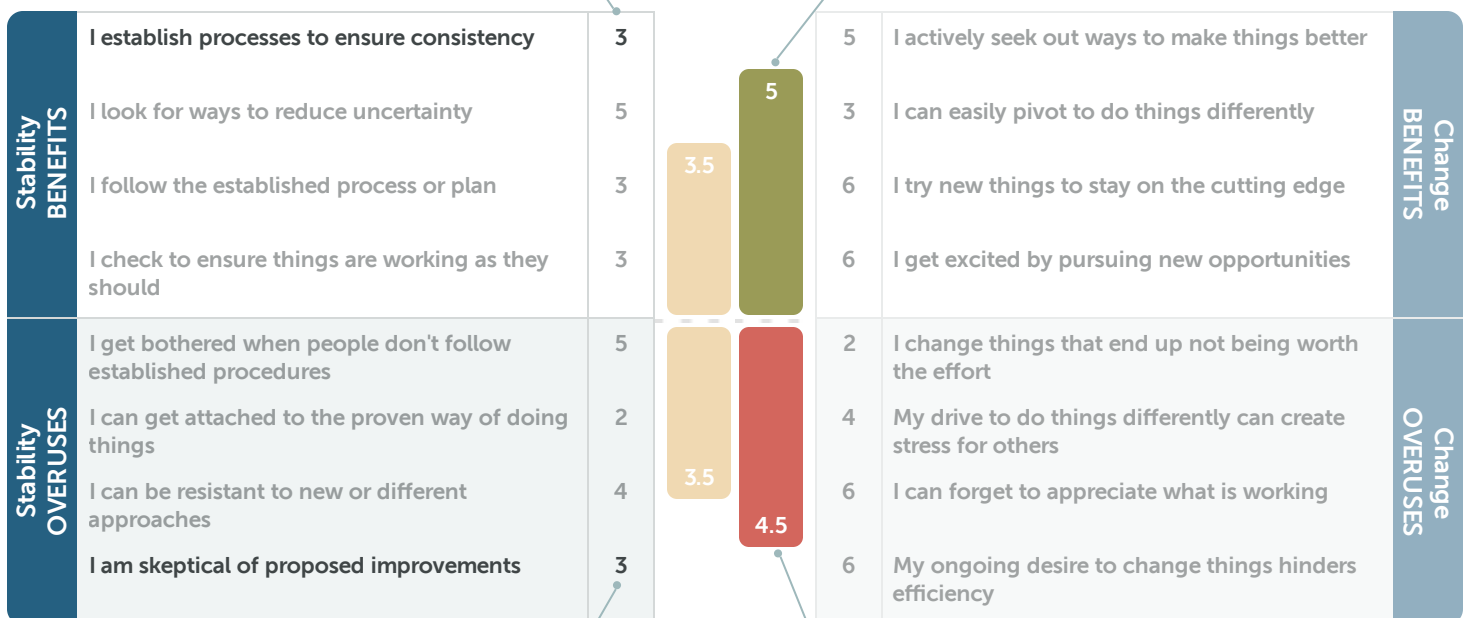 Stability
BENEFITS
I establish processes to ensure consistency 3
I look for ways to reduce uncertainty 5
I follow the established process or plan 3
I check to ensure things are working as they
should
3
Stability
OVERUSES
I get bothered when people don't follow
established procedures
5
I can get attached to the proven way of doing
things
2
I can be resistant to new or different
approaches
4
I am skeptical of proposed improvements 3
3.5
5
3.5
4.5
5 I actively seek out ways to make things better
3 I can easily pivot to do things differently
6 I try new things to stay on the cutting edge
6 I get excited by pursuing new opportunities
Change
BENEFITS
2 I change things that end up not being worth
the effort
4 My drive to do things differently can create
stress for others
6 I can forget to appreciate what is working
6 My ongoing desire to change things hinders
efficiency
Change
OVERUSES